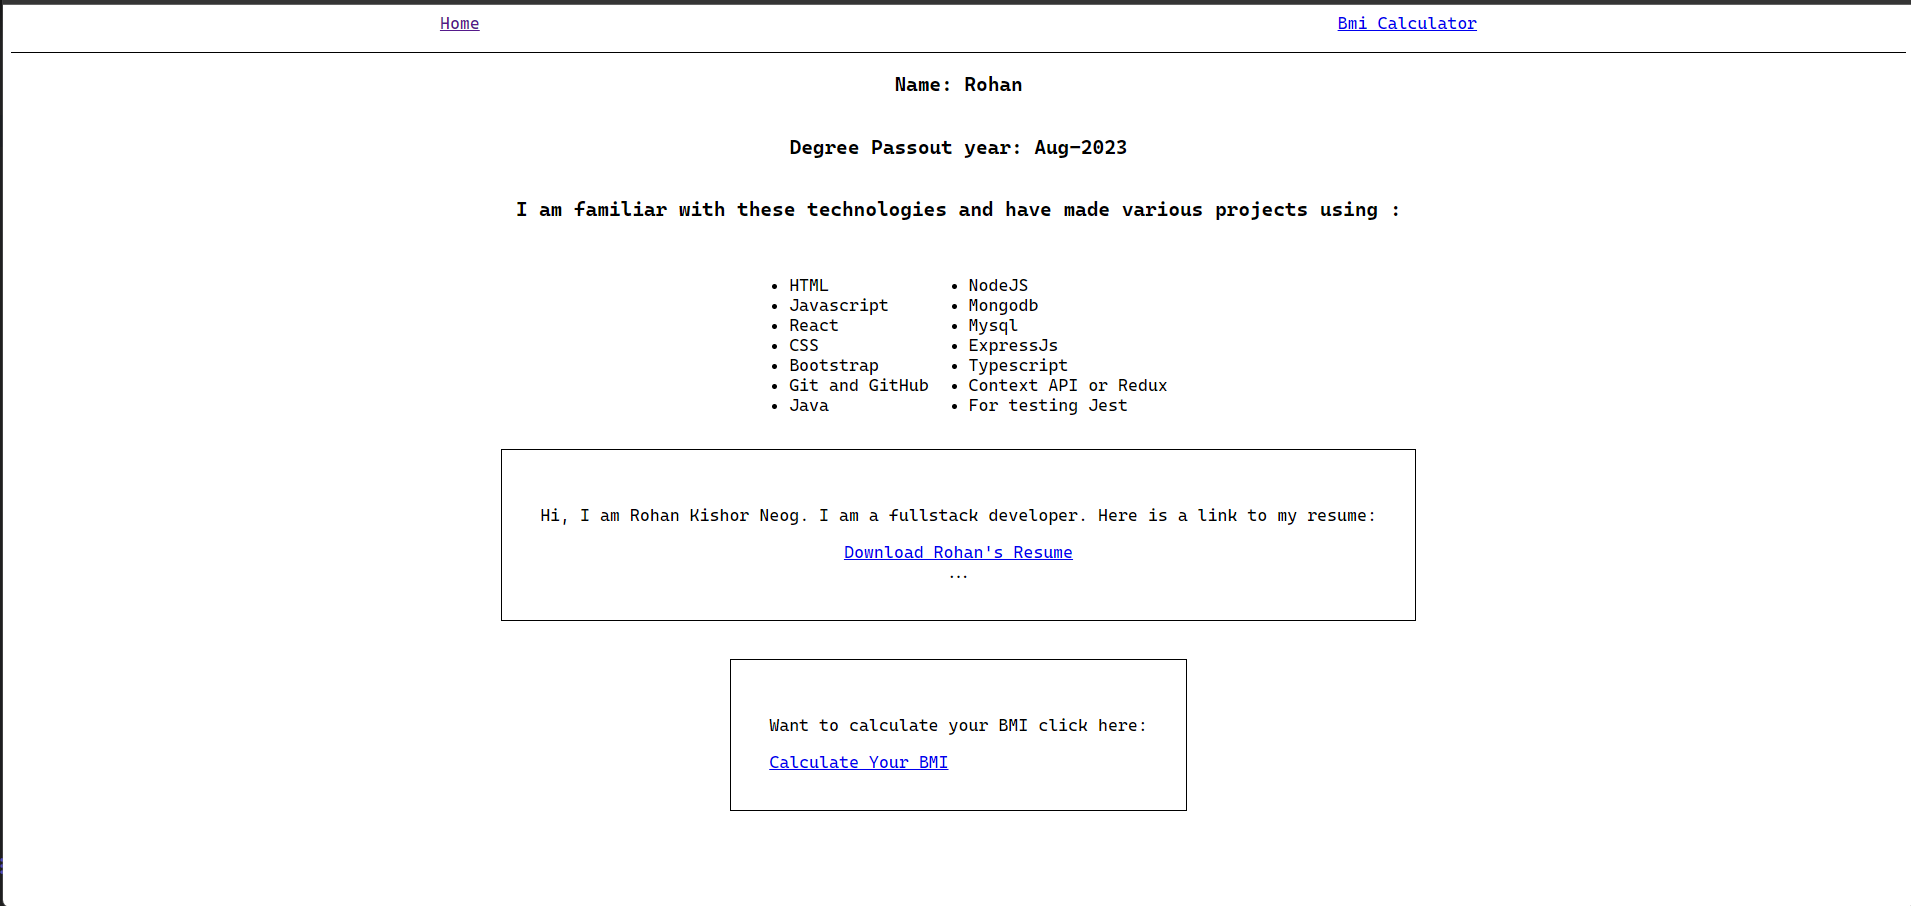 Home Bmi Calculator
Name: Rohan
Degree Passout year: Aug-2023
I am familiar with these technologies and have made various projects using :
• HTML
• Javascript
• React
• CSS
• Bootstrap
• Git and GitHub
• Java
• NodeJS
• Mongodb
• Mysql
• ExpressJs
• Typescript
• Context API or Redux
• For testing Jest
Hi, I am Rohan Kishor Neog. I am a fullstack developer. Here is a link to my resume:
Download Rohan's Resume
...
Want to calculate your BMI click here:
Calculate Your BMI